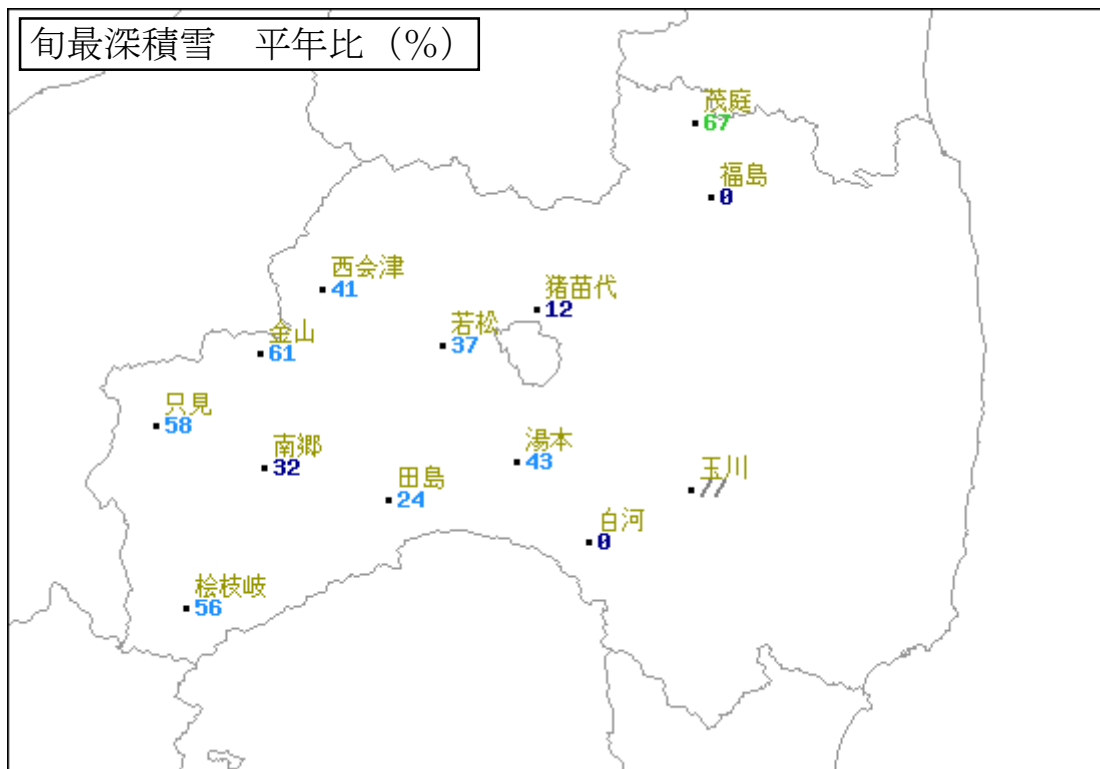 旬最深積雪　平年比（%）
茂庭
67
福島
0
西会津
41
猪苗代
12
金山
61
若松
37
只見
58
南郷
32
湯本
43
田島
24
玉川
//
白河
0
桧枝岐
56